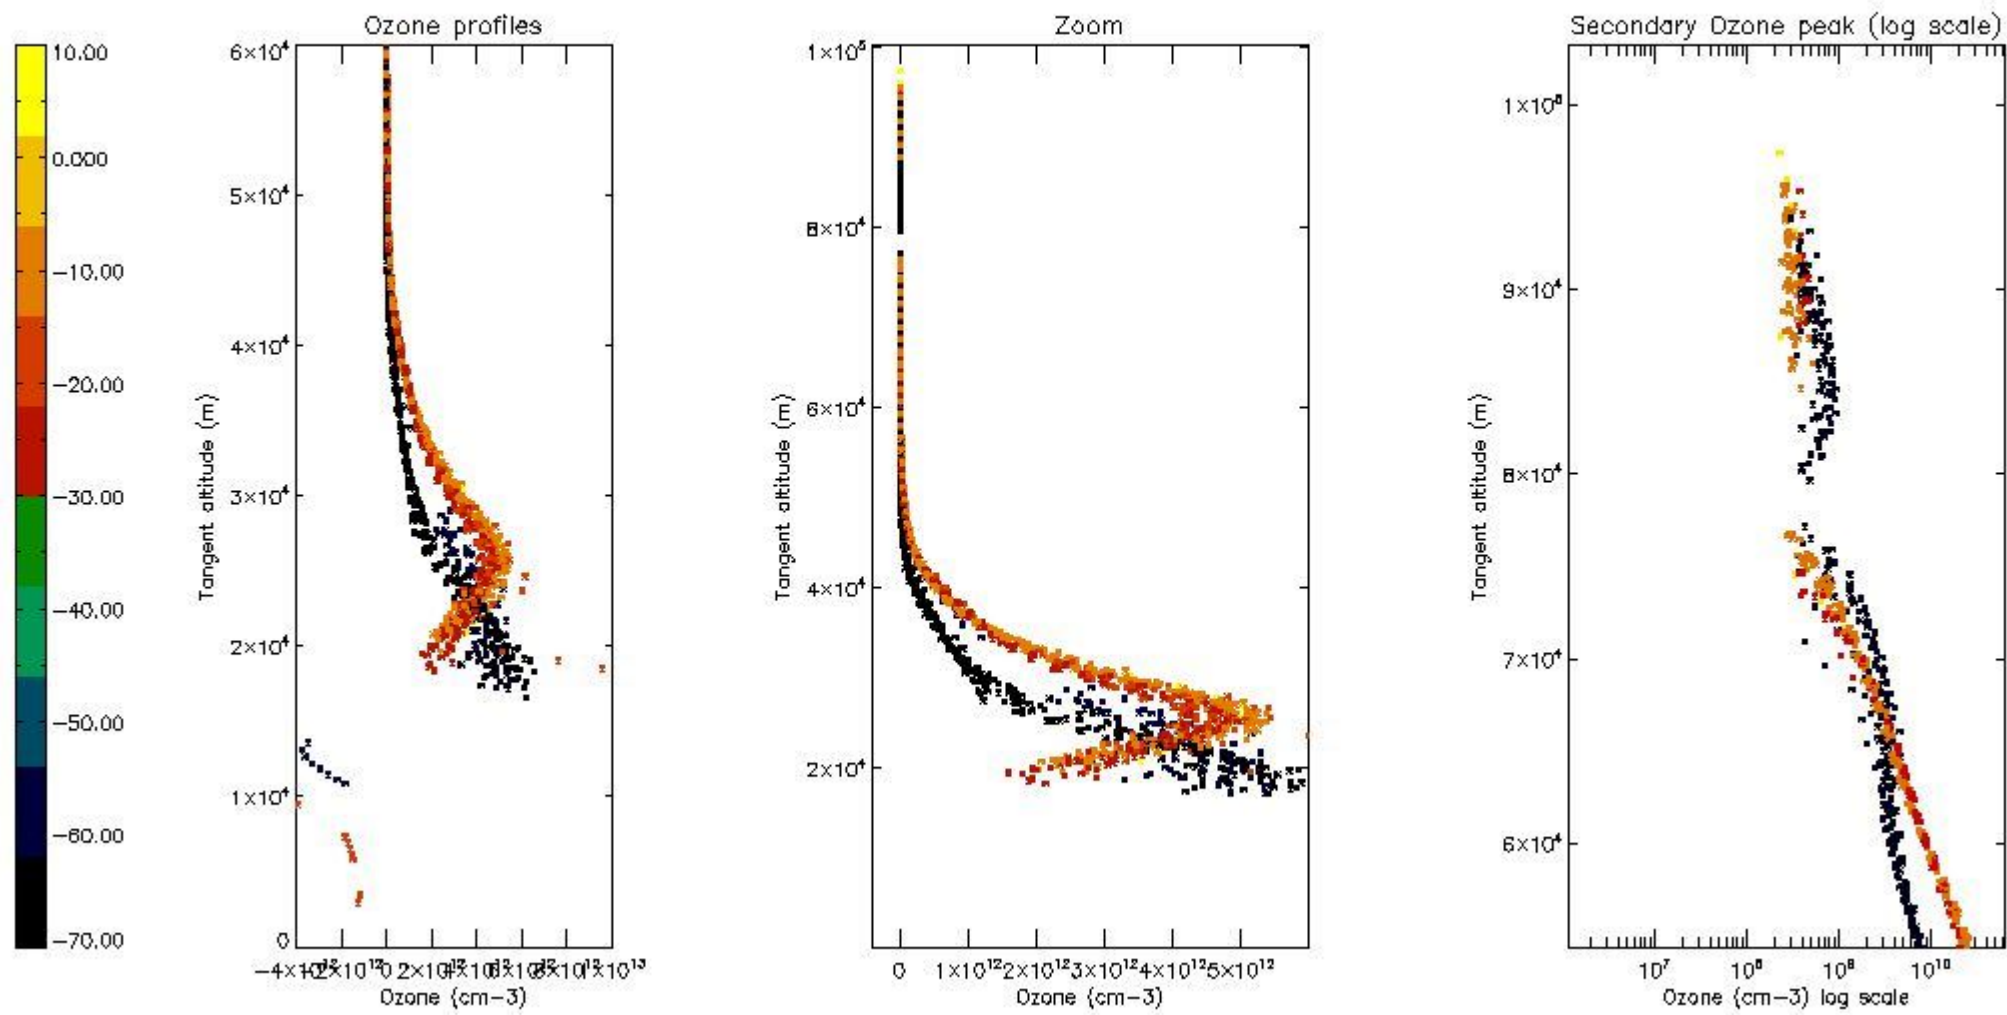 Ozone profiles
Zoom
Secondary Ozone peak (log scale)
10.00
0.000
−10.00
−20.00
−30.00
−40.00
−50.00
−60.00
−70.00
6×10⁴
5×10⁴
4×10⁴
3×10⁴
2×10⁴
1×10⁴
0
Tangent altitude (m)
Ozone (cm−3)
1×10⁵
8×10⁴
6×10⁴
4×10⁴
2×10⁴
Tangent altitude (m)
0 1×10¹² 2×10¹² 3×10¹² 4×10¹² 5×10¹²
Ozone (cm−3)
9×10⁴
8×10⁴
7×10⁴
6×10⁴
Tangent altitude (m)
10⁷ 10⁸ 10⁹ 10¹⁰
Ozone (cm−3) log scale